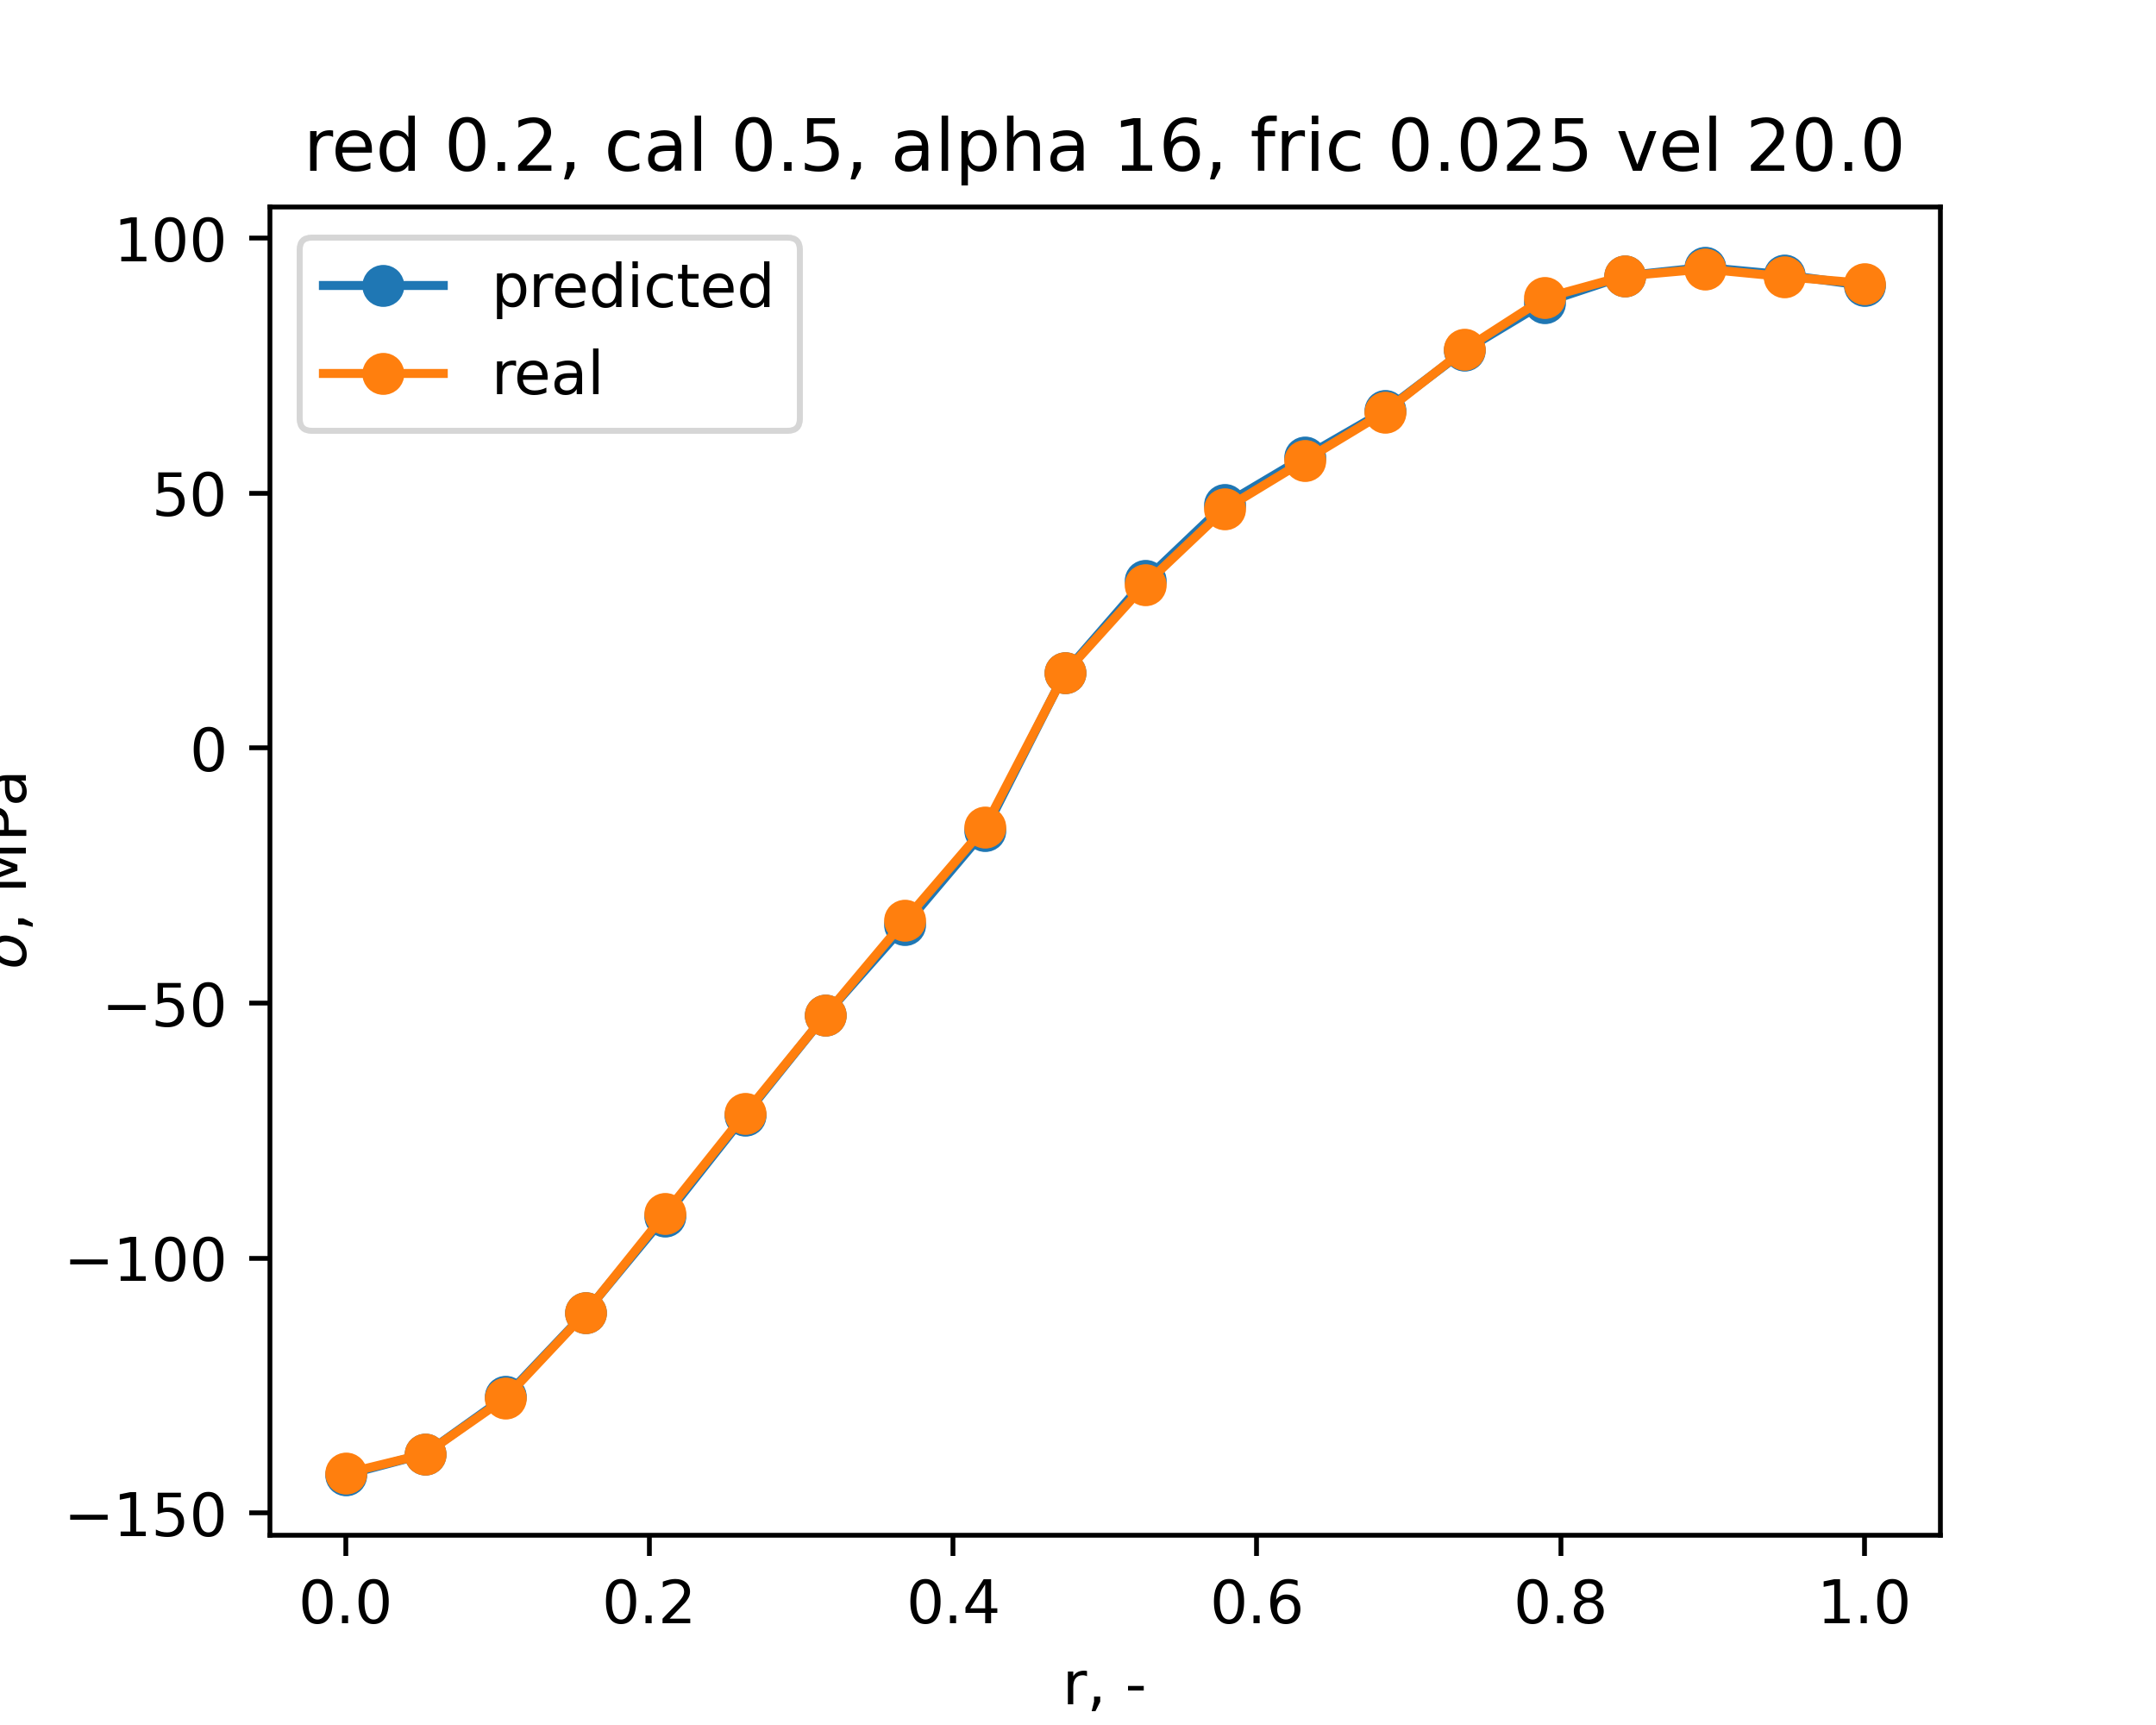 red 0.2, cal 0.5, alpha 16, fric 0.025 vel 20.0
predicted
real
100
50
0
−50
−100
−150
σ, MPa
0.0 0.2 0.4 0.6 0.8 1.0
r, -